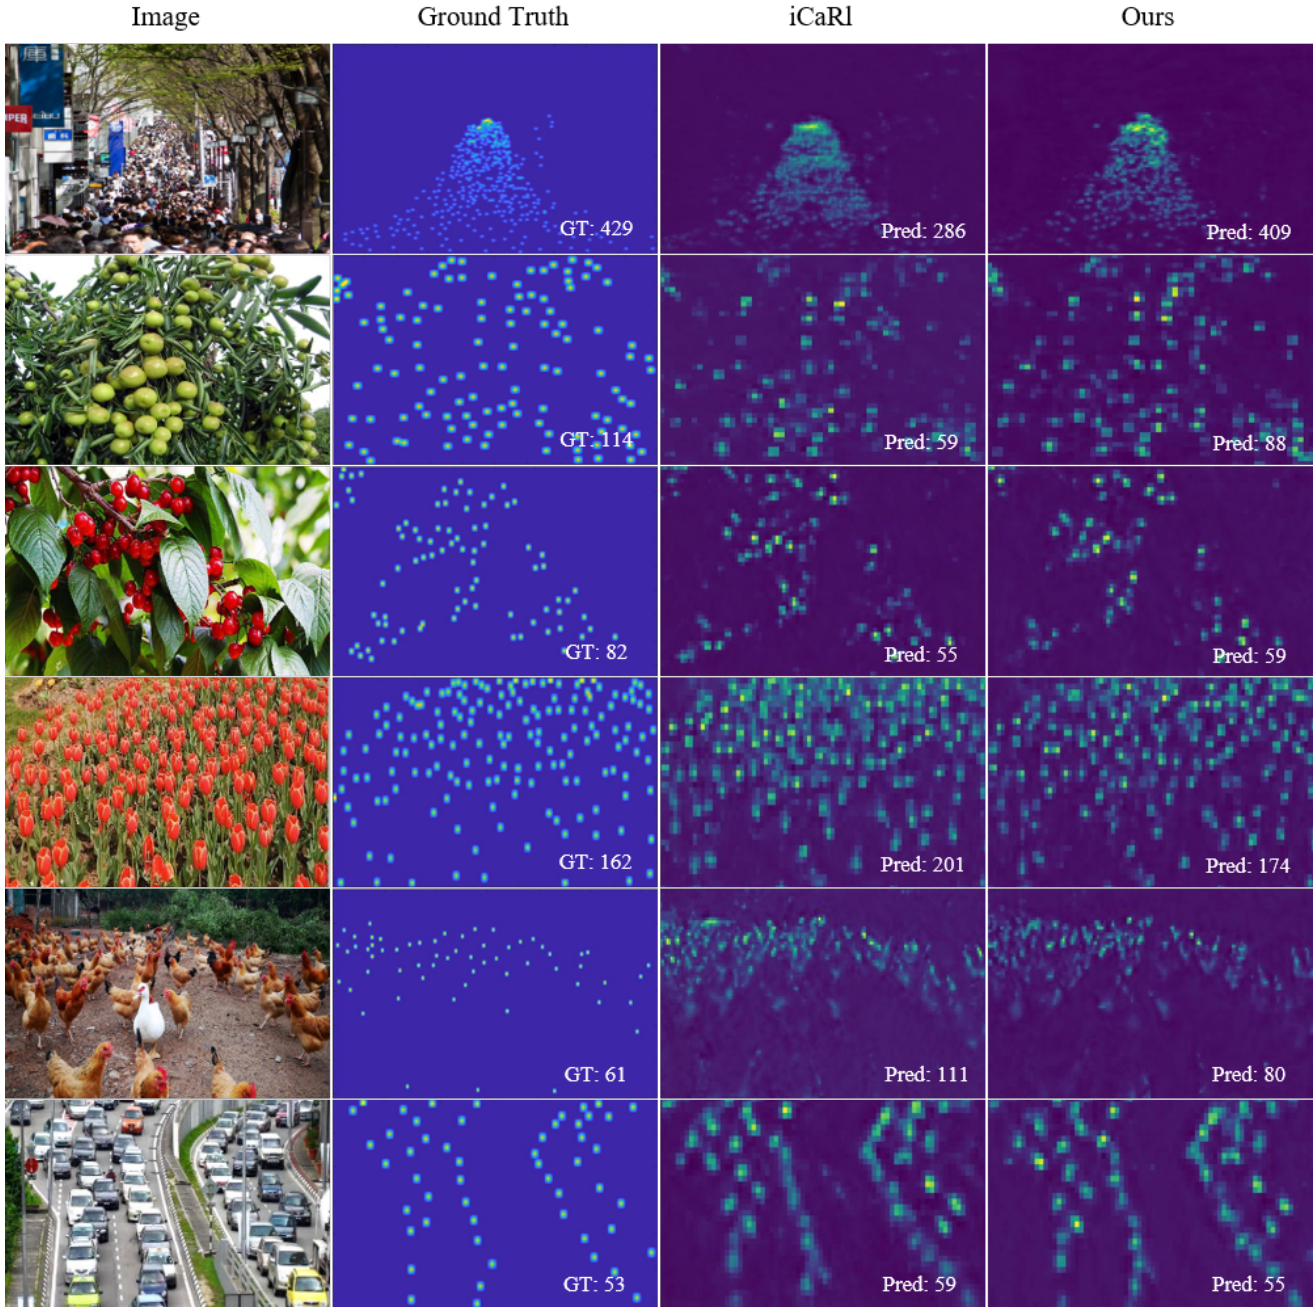 Image Ground Truth iCaRl Ours
庫
UPER
GT: 429 Pred: 286 Pred: 409
GT: 114 Pred: 59 Pred: 88
GT: 82 Pred: 55 Pred: 59
GT: 162 Pred: 201 Pred: 174
GT: 61 Pred: 111 Pred: 80
GT: 53 Pred: 59 Pred: 55